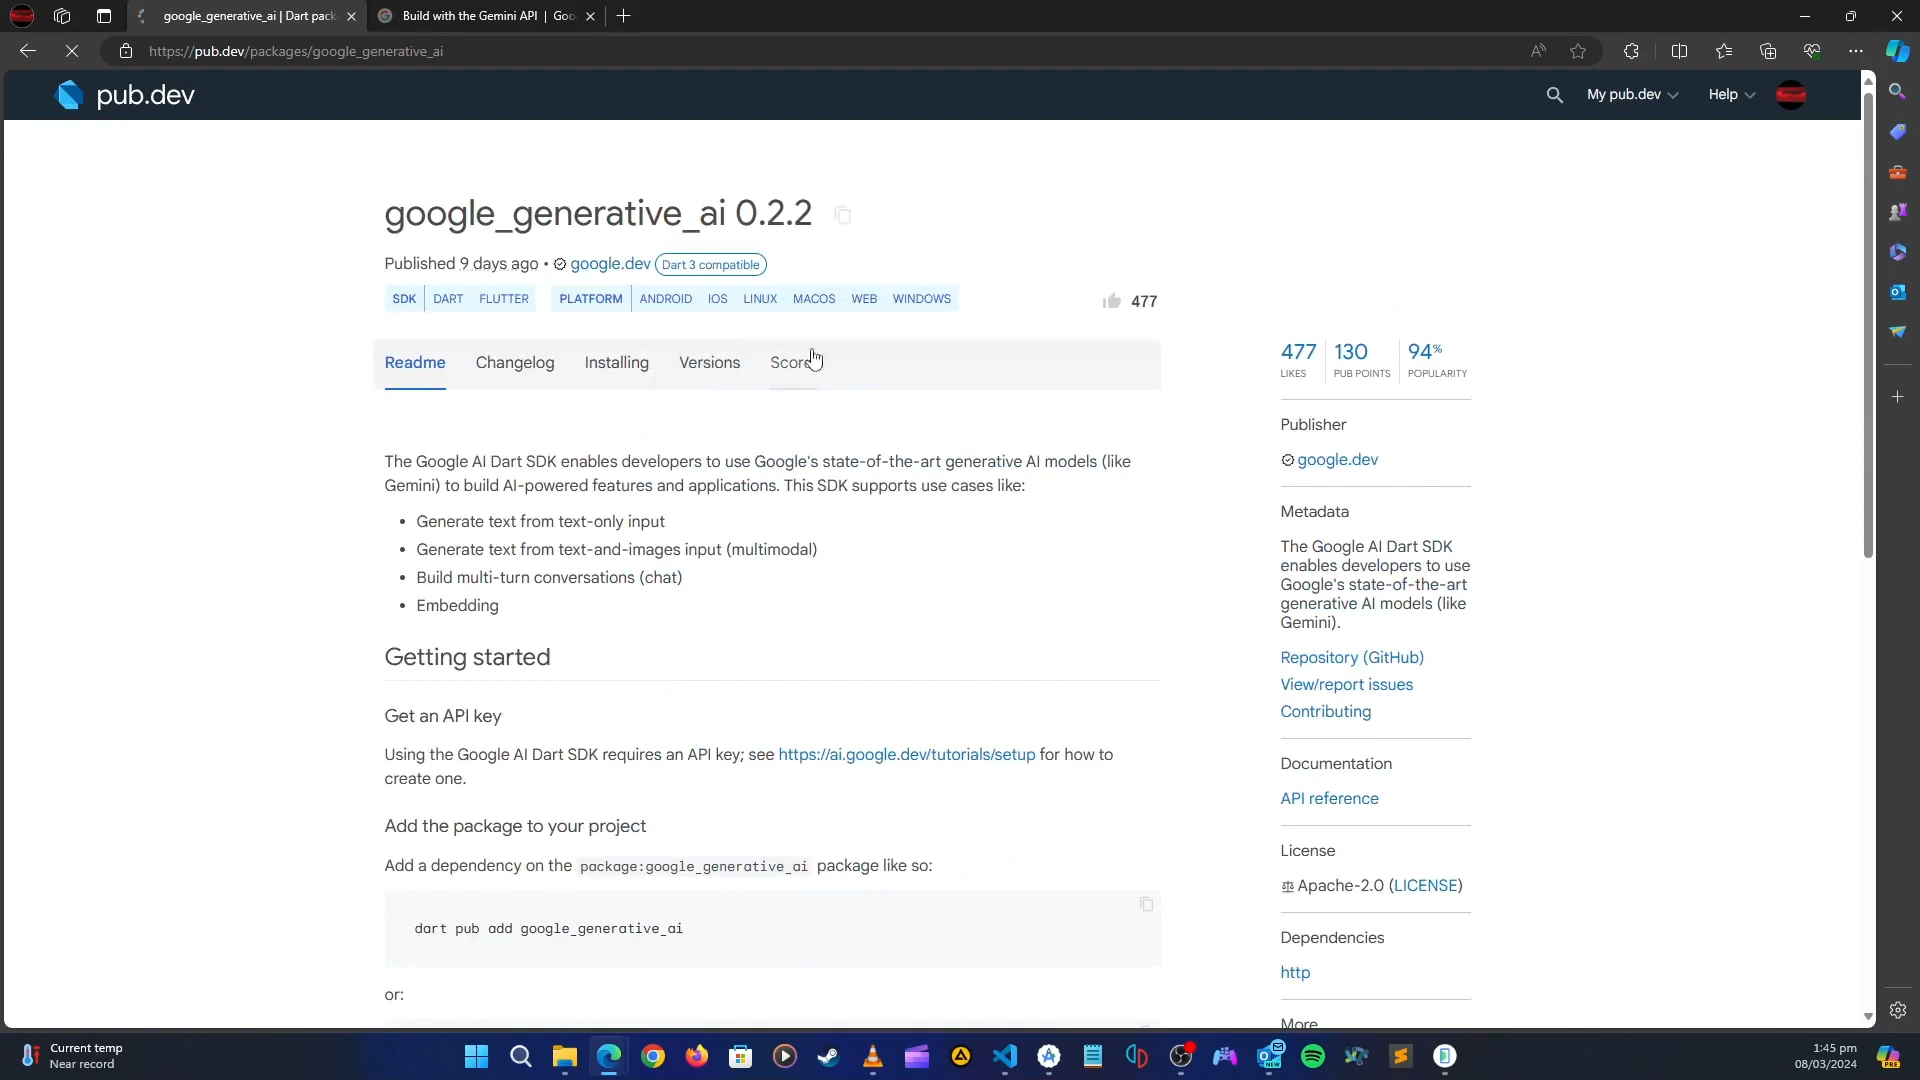 google_generative_ai | Dart pack
Build with the Gemini API | Goo
https://pub.dev/packages/google_generative_ai
pub.dev
My pub.dev
Help
google_generative_ai 0.2.2
Published 9 days ago • google.dev Dart 3 compatible
SDK DART FLUTTER PLATFORM ANDROID IOS LINUX MACOS WEB WINDOWS
477
Readme Changelog Installing Versions Scores
The Google AI Dart SDK enables developers to use Google's state-of-the-art generative AI models (like
Gemini) to build AI-powered features and applications. This SDK supports use cases like:
• Generate text from text-only input
• Generate text from text-and-images input (multimodal)
• Build multi-turn conversations (chat)
• Embedding
Getting started
Get an API key
Using the Google AI Dart SDK requires an API key; see https://ai.google.dev/tutorials/setup for how to
create one.
Add the package to your project
Add a dependency on the package:google_generative_ai package like so:
dart pub add google_generative_ai
or:
477 130 94%
LIKES PUB POINTS POPULARITY
Publisher
google.dev
Metadata
The Google AI Dart SDK
enables developers to use
Google's state-of-the-art
generative AI models (like
Gemini).
Repository (GitHub)
View/report issues
Contributing
Documentation
API reference
License
Apache-2.0 (LICENSE)
Dependencies
http
More
Current temp
Near record
NEW
1:45 pm
08/03/2024
PRE